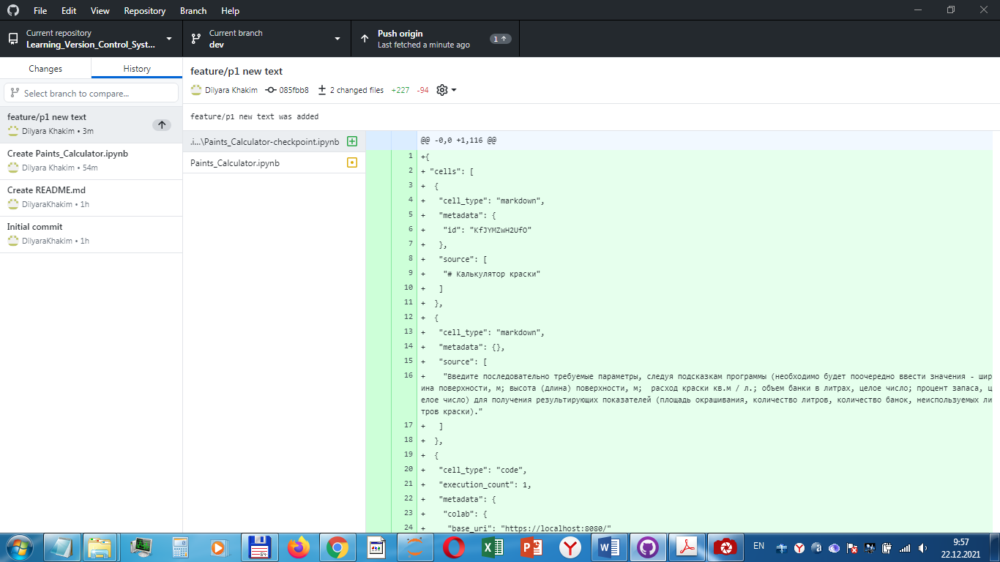 File Edit View Repository Branch Help
Current repository
Learning_Version_Control_Syst...
Current branch
dev
Push origin
Last fetched a minute ago
1
Changes
History
Select branch to compare...
feature/p1 new text
Dilyara Khakim • 3m
Create Paints_Calculator.ipynb
Dilyara Khakim • 54m
Create README.md
DilyaraKhakim • 1h
Initial commit
DilyaraKhakim • 1h
feature/p1 new text
Dilyara Khakim 085fbb8 2 changed files +227 -94
feature/p1 new text was added
.i...\Paints_Calculator-checkpoint.ipynb
Paints_Calculator.ipynb
@@ -0,0 +1,116 @@
1 +{
2 + "cells": [
3 + {
4 + "cell_type": "markdown",
5 + "metadata": {
6 + "id": "KfJYMZwH2UfO"
7 + },
8 + "source": [
9 + "# Калькулятор краски"
10 + ]
11 + },
12 + {
13 + "cell_type": "markdown",
14 + "metadata": {},
15 + "source": [
16 + "Введите последовательно требуемые параметры, следуя подсказкам программы (необходимо будет поочередно ввести значения - шир
ина поверхности, м; высота (длина) поверхности, м; расход краски кв.м / л.; объем банки в литрах, целое число; процент запаса, ц
елое число) для получения результирующих показателей (площадь окрашивания, количество литров, количество банок, неиспользуемых ли
тров краски)."
17 + ]
18 + },
19 + {
20 + "cell_type": "code",
21 + "execution_count": 1,
22 + "metadata": {
23 + "colab": {
24 + "base_uri": "https://localhost:8080/"
EN
9:57
22.12.2021